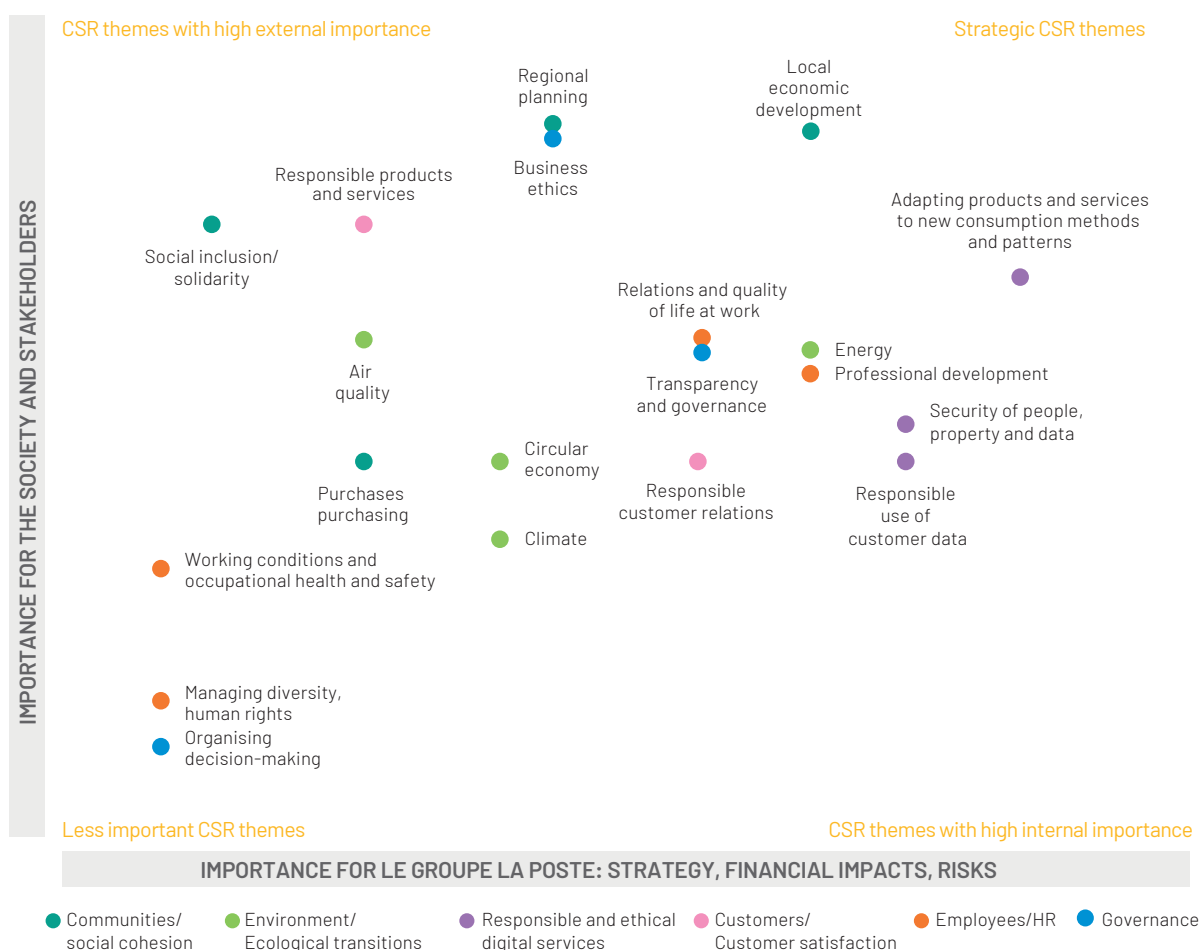 CSR themes with high external importance
Strategic CSR themes
Regional
planning
Local
economic
development
Business
ethics
Responsible products
and services
Adapting products and services
to new consumption methods
and patterns
Social inclusion/
solidarity
Relations and quality
of life at work
Energy
Air
quality
Transparency
and governance
Professional development
Security of people,
property and data
Circular
economy
Purchases
purchasing
Responsible
customer relations
Responsible
use of
customer data
Climate
Working conditions and
occupational health and safety
Managing diversity,
human rights
Organising
decision-making
IMPORTANCE FOR THE SOCIETY AND STAKEHOLDERS
Less important CSR themes
CSR themes with high internal importance
IMPORTANCE FOR LE GROUPE LA POSTE: STRATEGY, FINANCIAL IMPACTS, RISKS
Communities/
social cohesion
Environment/
Ecological transitions
Responsible and ethical
digital services
Customers/
Customer satisfaction
Employees/HR
Governance